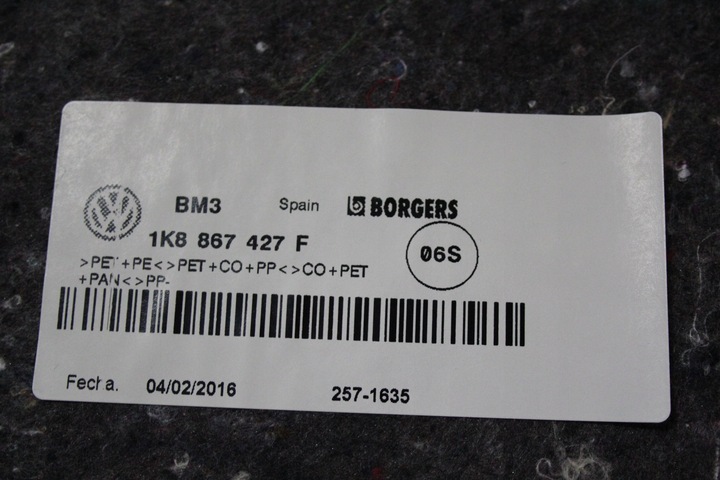 BM3 Spain BORGERS
1K8 867 427 F
06S
>PET+PE<>PET+CO+PP<>CO+PET
+PAN<>PP-
Fecha. 04/02/2016 257-1635